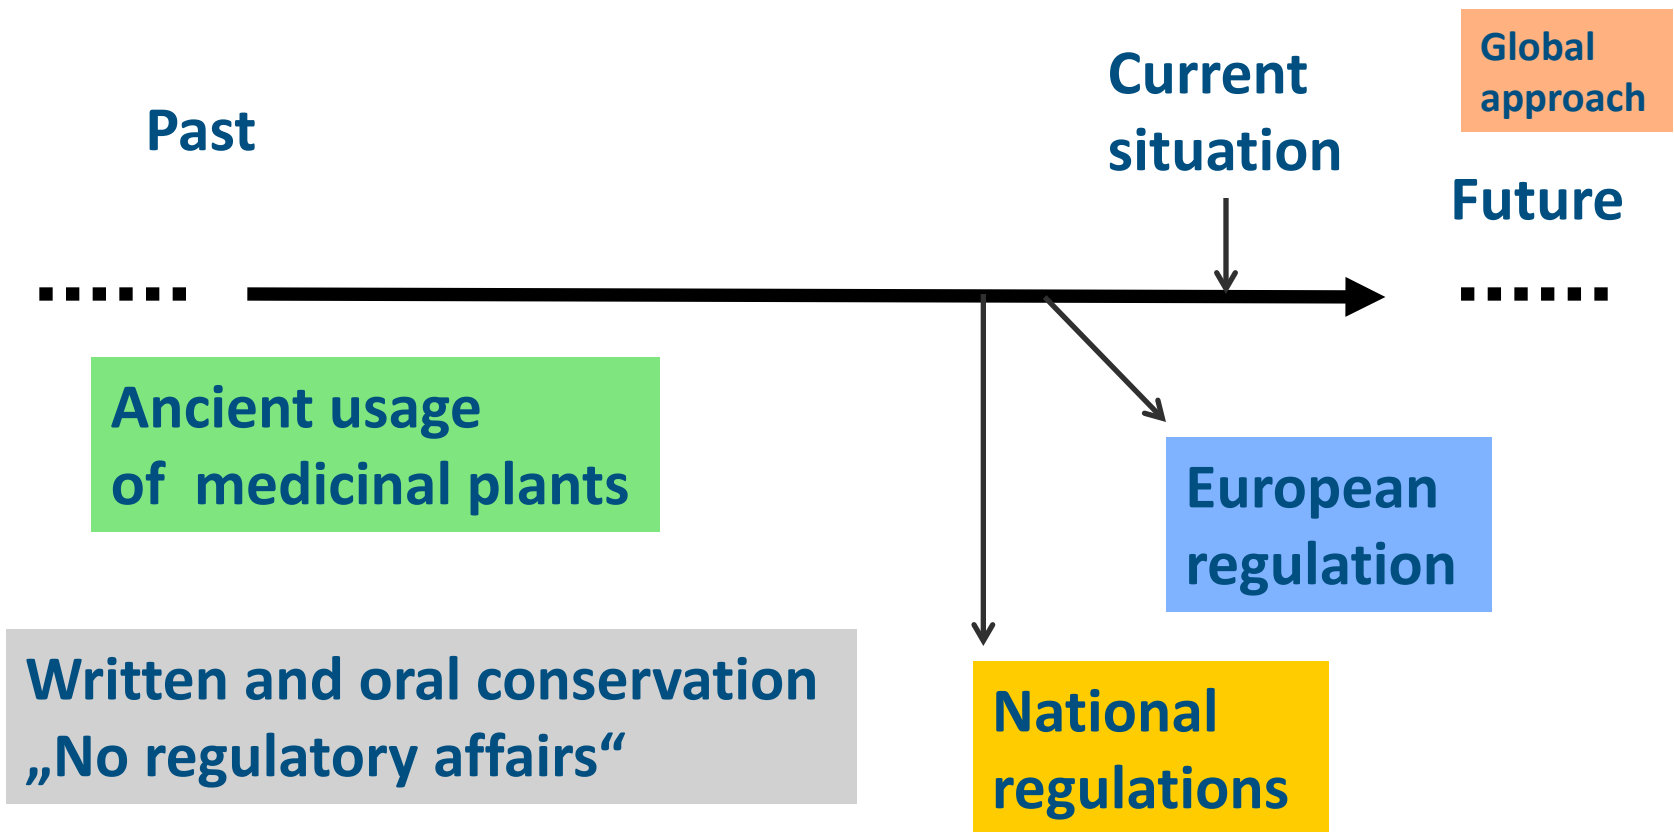 Past
Current
situation
Global
approach
Future
Ancient usage
of  medicinal plants
European
regulation
Written and oral conservation
„No regulatory affairs“
National
regulations